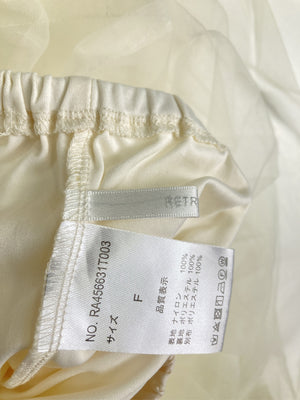 BETR
NO. RA456631T003
サイズ
F
品質表示
表地 ナイロン 100%
裏地 ポリエステル 100%
別布 ポリエステル 100%